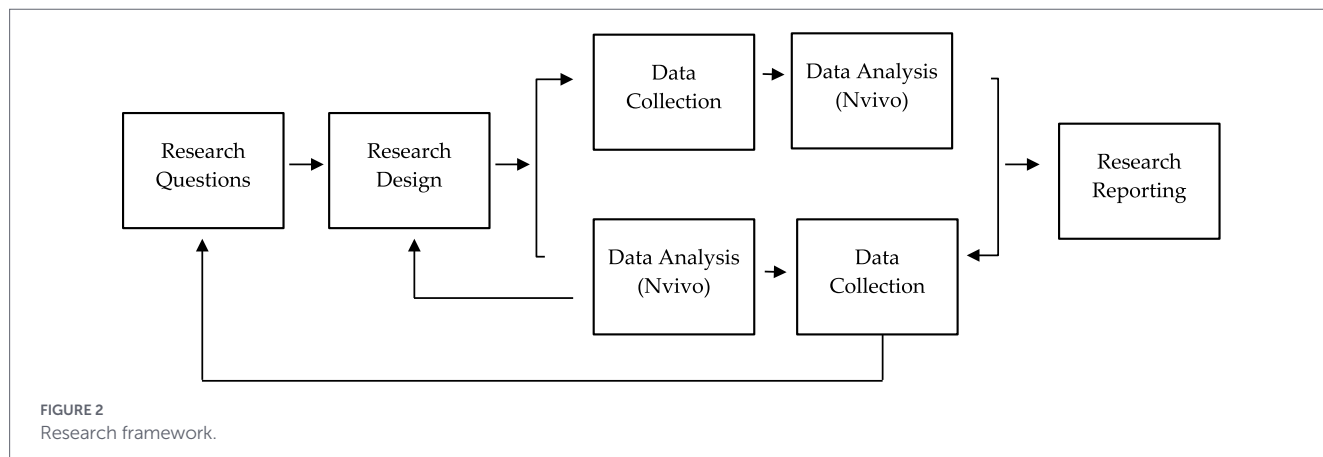 Research
Questions
Research
Design
Data
Collection
Data Analysis
(Nvivo)
Data Analysis
(Nvivo)
Data
Collection
Research
Reporting
FIGURE 2
Research framework.